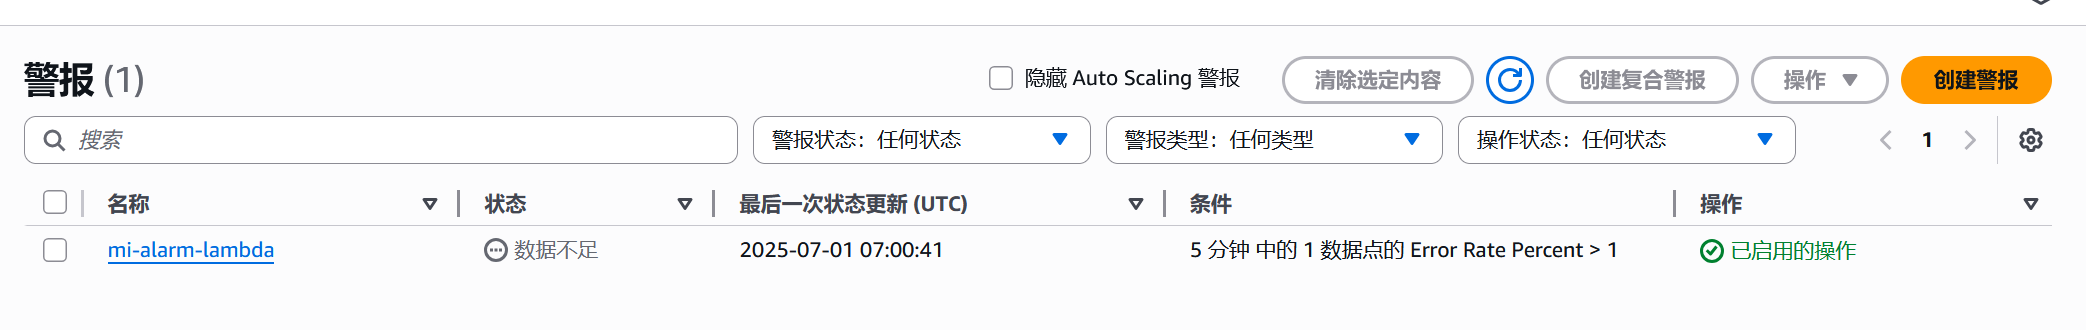 警报 (1)
隐藏 Auto Scaling 警报
清除选定内容
创建复合警报
操作
创建警报
搜索
警报状态：任何状态
警报类型：任何类型
操作状态：任何状态
1
名称
状态
最后一次状态更新 (UTC)
条件
操作
mi-alarm-lambda
数据不足
2025-07-01 07:00:41
5 分钟 中的 1 数据点的 Error Rate Percent > 1
已启用的操作